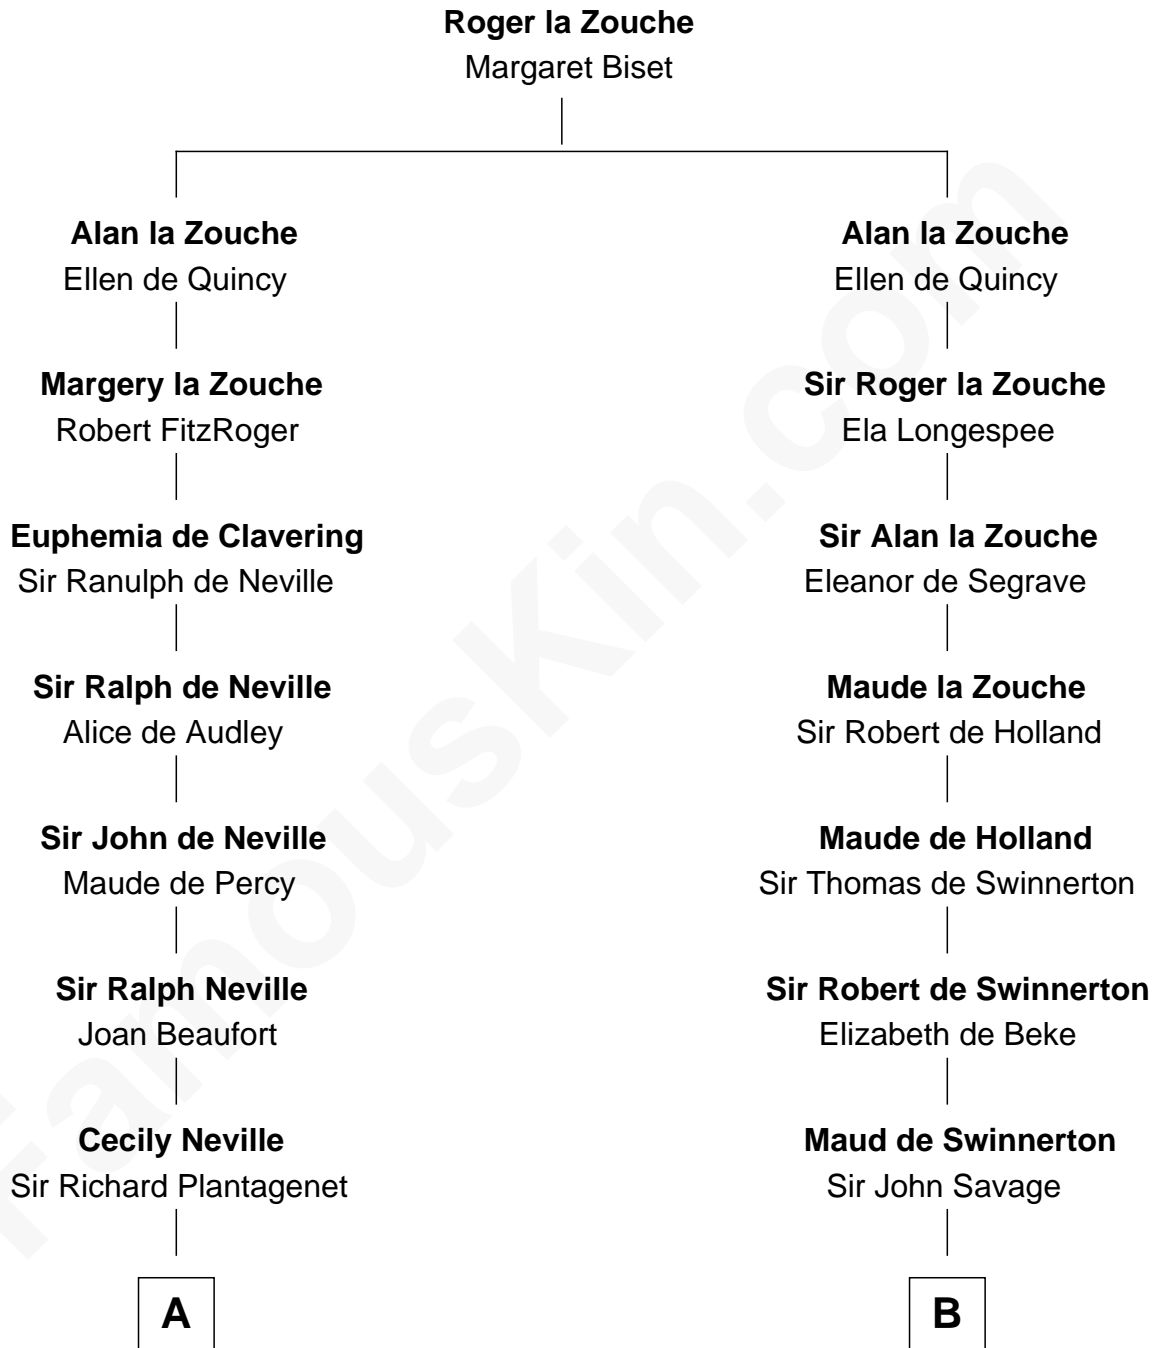 Roger la Zouche
Margaret Biset
Alan la Zouche
Ellen de Quincy
Margery la Zouche
Robert FitzRoger
Euphemia de Clavering
Sir Ranulph de Neville
Sir Ralph de Neville
Alice de Audley
Sir John de Neville
Maude de Percy
Sir Ralph Neville
Joan Beaufort
Cecily Neville
Sir Richard Plantagenet
A
Alan la Zouche
Ellen de Quincy
Sir Roger la Zouche
Ela Longespee
Sir Alan la Zouche
Eleanor de Segrave
Maude la Zouche
Sir Robert de Holland
Maude de Holland
Sir Thomas de Swinnerton
Sir Robert de Swinnerton
Elizabeth de Beke
Maud de Swinnerton
Sir John Savage
B
FamousKin.com